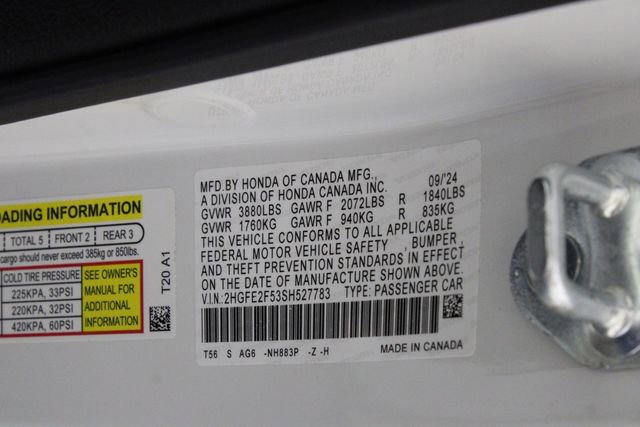 MFD.BY HONDA OF CANADA MFG., 09/'24
A DIVISION OF HONDA CANADA INC.
GVWR 3880LBS GAWR F 2072LBS R 1840LBS
GVWR 1760KG GAWR F 940KG R 835KG
THIS VEHICLE CONFORMS TO ALL APPLICABLE
FEDERAL MOTOR VEHICLE SAFETY , BUMPER ,
AND THEFT PREVENTION STANDARDS IN EFFECT
ON THE DATE OF MANUFACTURE SHOWN ABOVE.
V.I.N:2HGFE2F53SH527783 TYPE: PASSENGER CAR
T56 S AG6 -NH883P -Z -H MADE IN CANADA
LOADING INFORMATION
TOTAL 5 FRONT 2 REAR 3
cargo should never exceed 385kg or 850lbs.
COLD TIRE PRESSURE SEE OWNER'S
225KPA, 33PSI MANUAL FOR
220KPA, 32PSI ADDITIONAL
420KPA, 60PSI INFORMATION
T20 A1